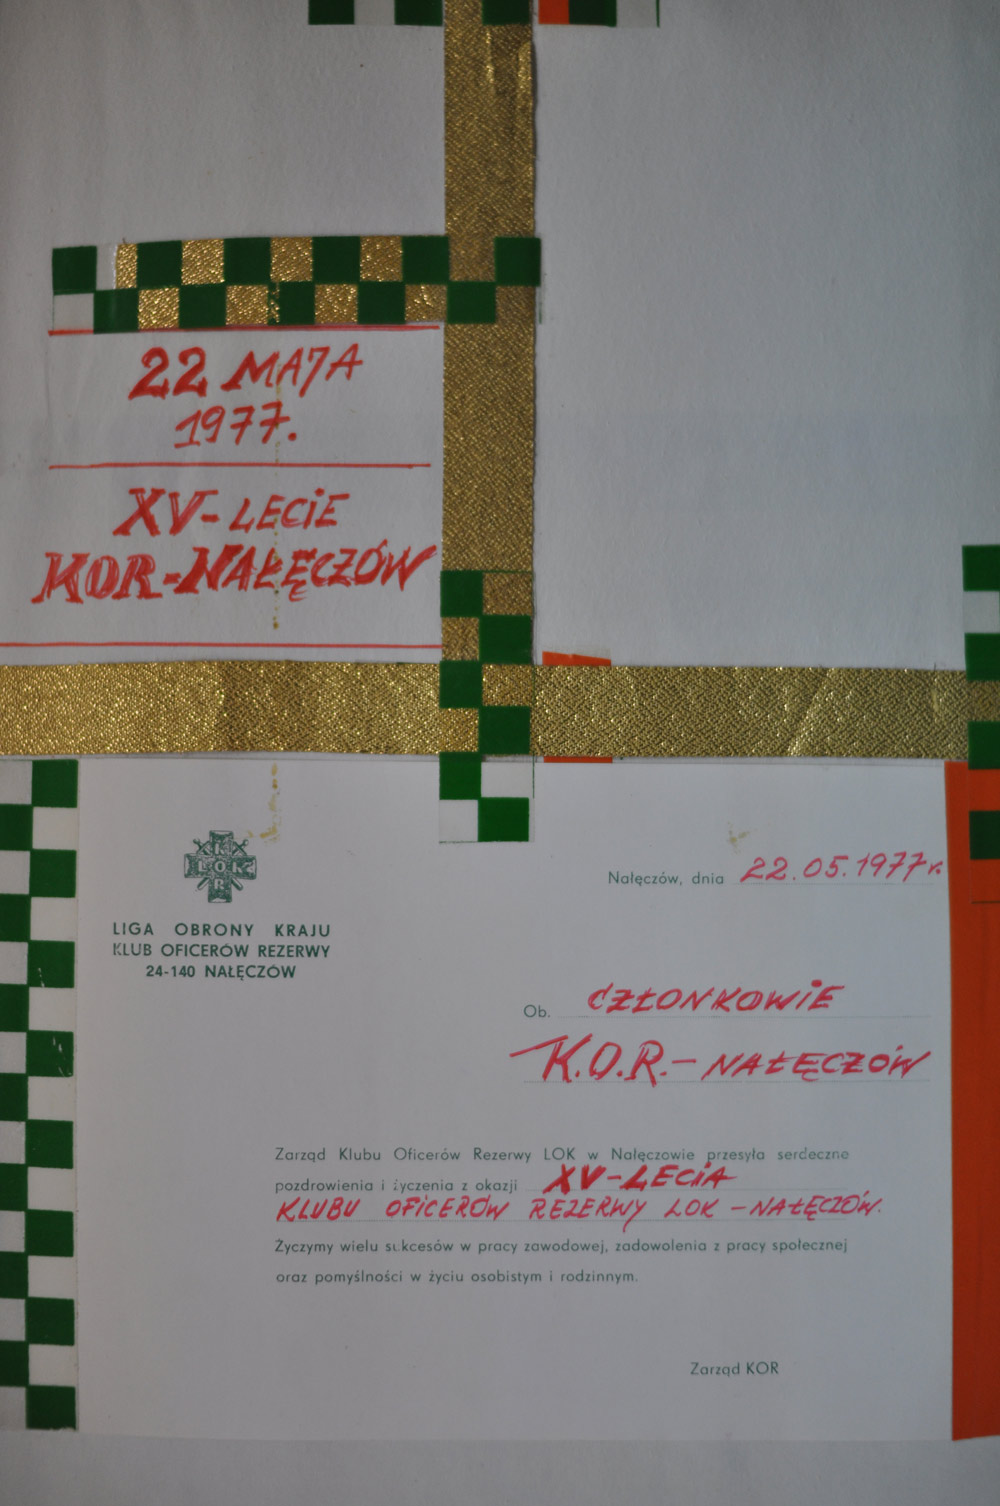 22 MAJA
1977.
XV-LECIE
KOR-NAŁĘCZÓW
K
LOK
R
LIGA OBRONY KRAJU
KLUB OFICERÓW REZERWY
24-140 NAŁĘCZÓW
Nałęczów, dnia 22.05.1977r.
Ob. CZŁONKOWIE
K.O.R.-NAŁĘCZÓW
Zarząd Klubu Oficerów Rezerwy LOK w Nałęczowie przesyła serdeczne
pozdrowienia i życzenia z okazji XV-LECIA
KLUBU OFICERÓW REZERWY LOK - NAŁĘCZÓW.
Życzymy wielu sukcesów w pracy zawodowej, zadowolenia z pracy społecznej
oraz pomyślności w życiu osobistym i rodzinnym.
Zarząd KOR